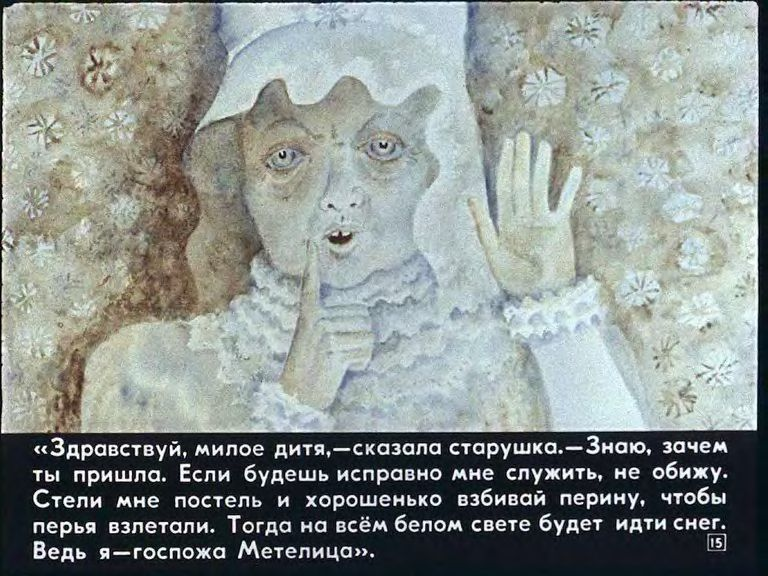 «Здравствуй, милое дитя,—сказала старушка.—Знаю, зачем
ты пришла. Если будешь исправно мне служить, не обижу.
Стели мне постель и хорошенько взбивай перину, чтобы
перья взлетали. Тогда на всём белом свете будет идти снег.
Ведь я—госпожа Метелица».
15